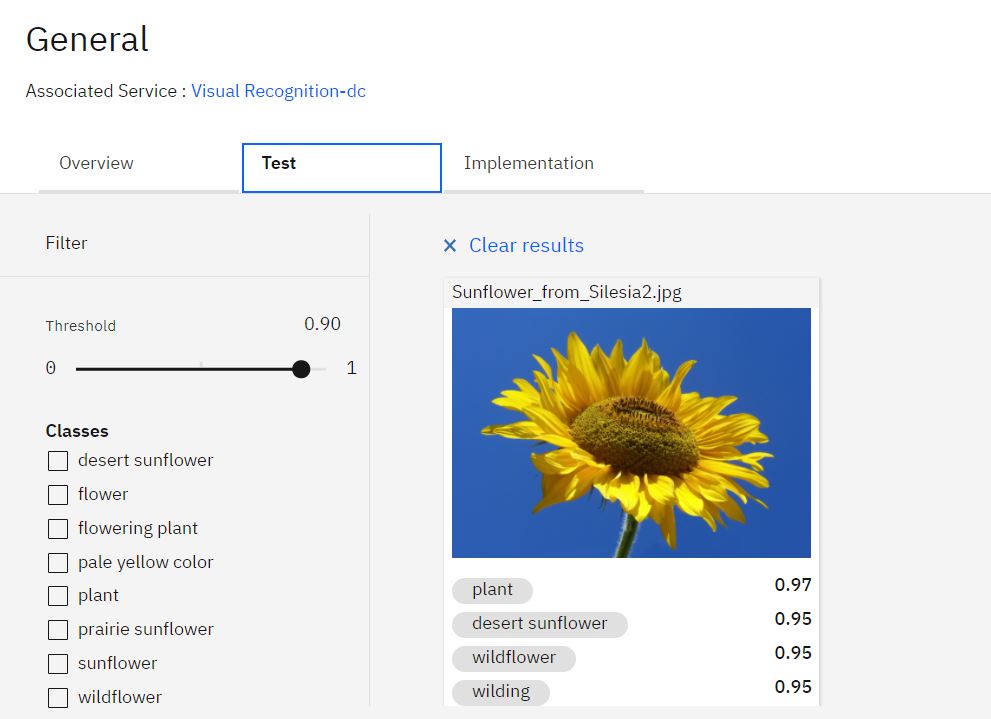 General
Associated Service : Visual Recognition-dc
Overview
Test
Implementation
Filter
Threshold
0.90
0
1
Classes
desert sunflower
flower
flowering plant
pale yellow color
plant
prairie sunflower
sunflower
wildflower
× Clear results
Sunflower_from_Silesia2.jpg
plant 0.97
desert sunflower 0.95
wildflower 0.95
wilding 0.95